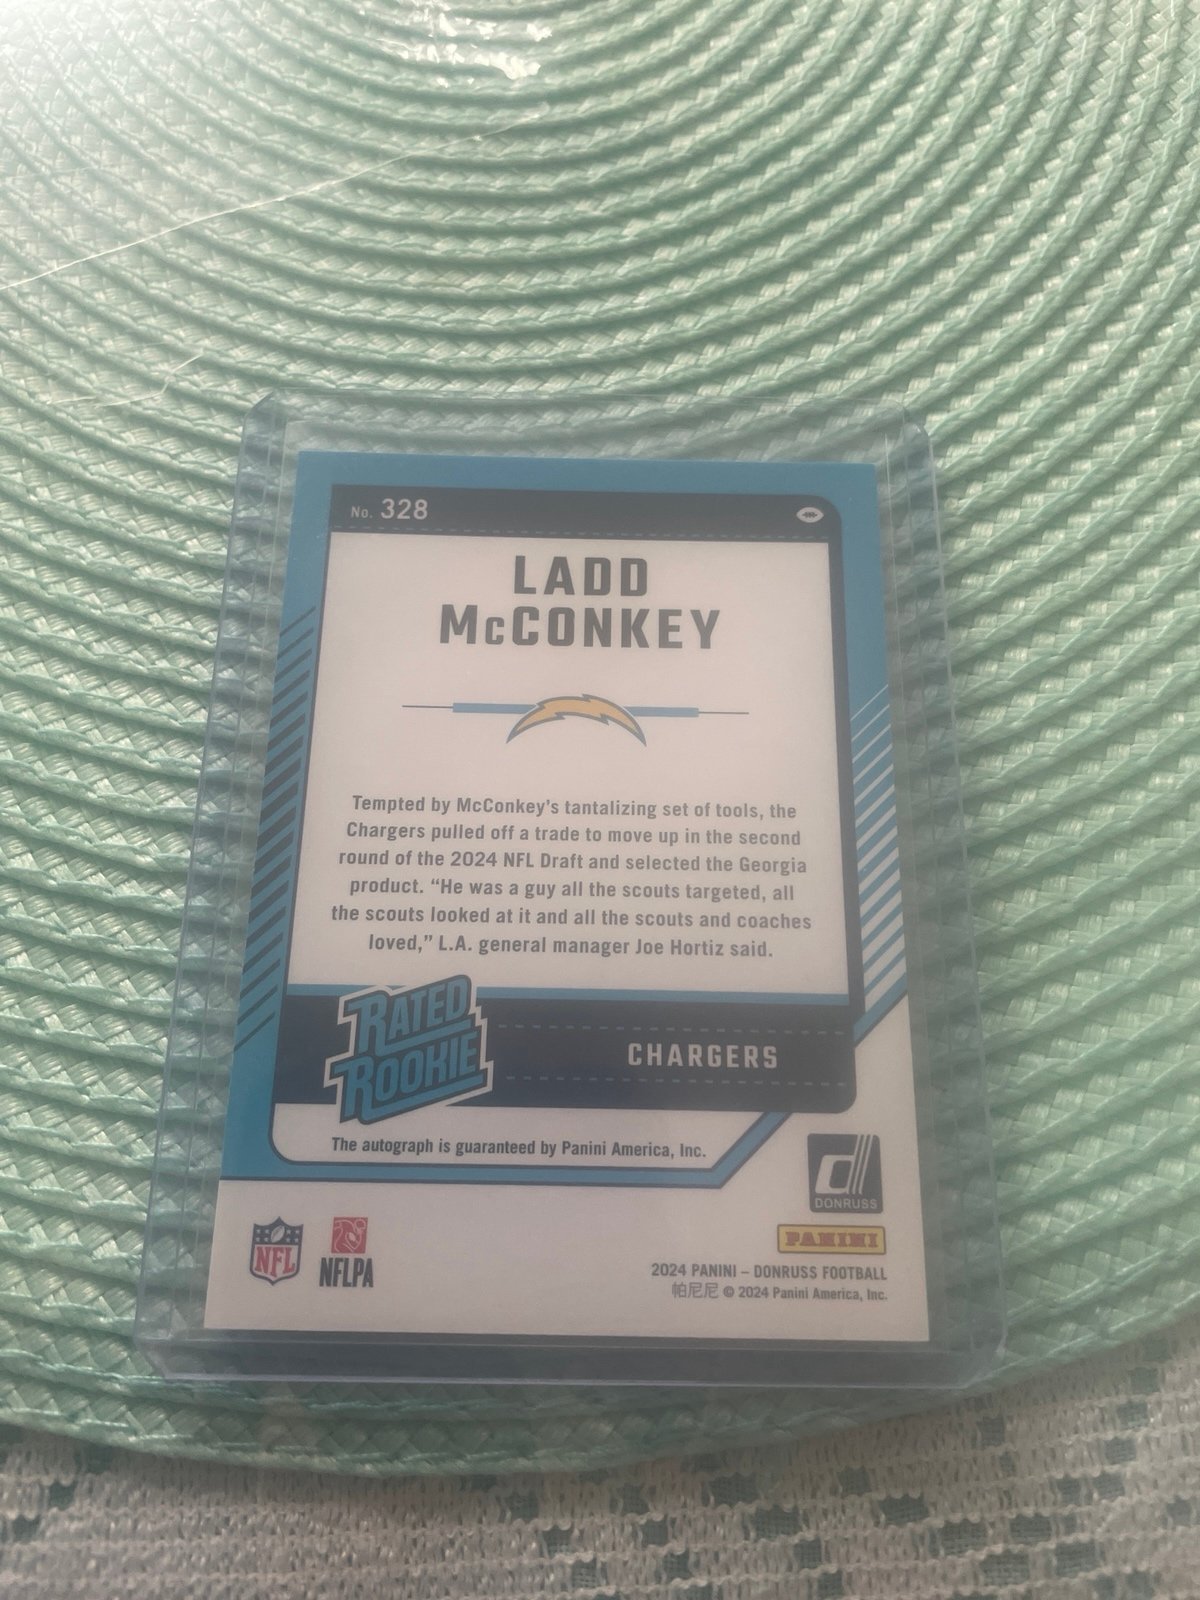 No. 328
LADD
McCONKEY
Tempted by McConkey's tantalizing set of tools, the
Chargers pulled off a trade to move up in the second
round of the 2024 NFL Draft and selected the Georgia
product. “He was a guy all the scouts targeted, all
the scouts looked at it and all the scouts and coaches
loved,” L.A. general manager Joe Hortiz said.
RATED
ROOKIE
CHARGERS
The autograph is guaranteed by Panini America, Inc.
DONRUSS
PANINI
NFL
NFLPA
2024 PANINI – DONRUSS FOOTBALL
帕尼尼 © 2024 Panini America, Inc.